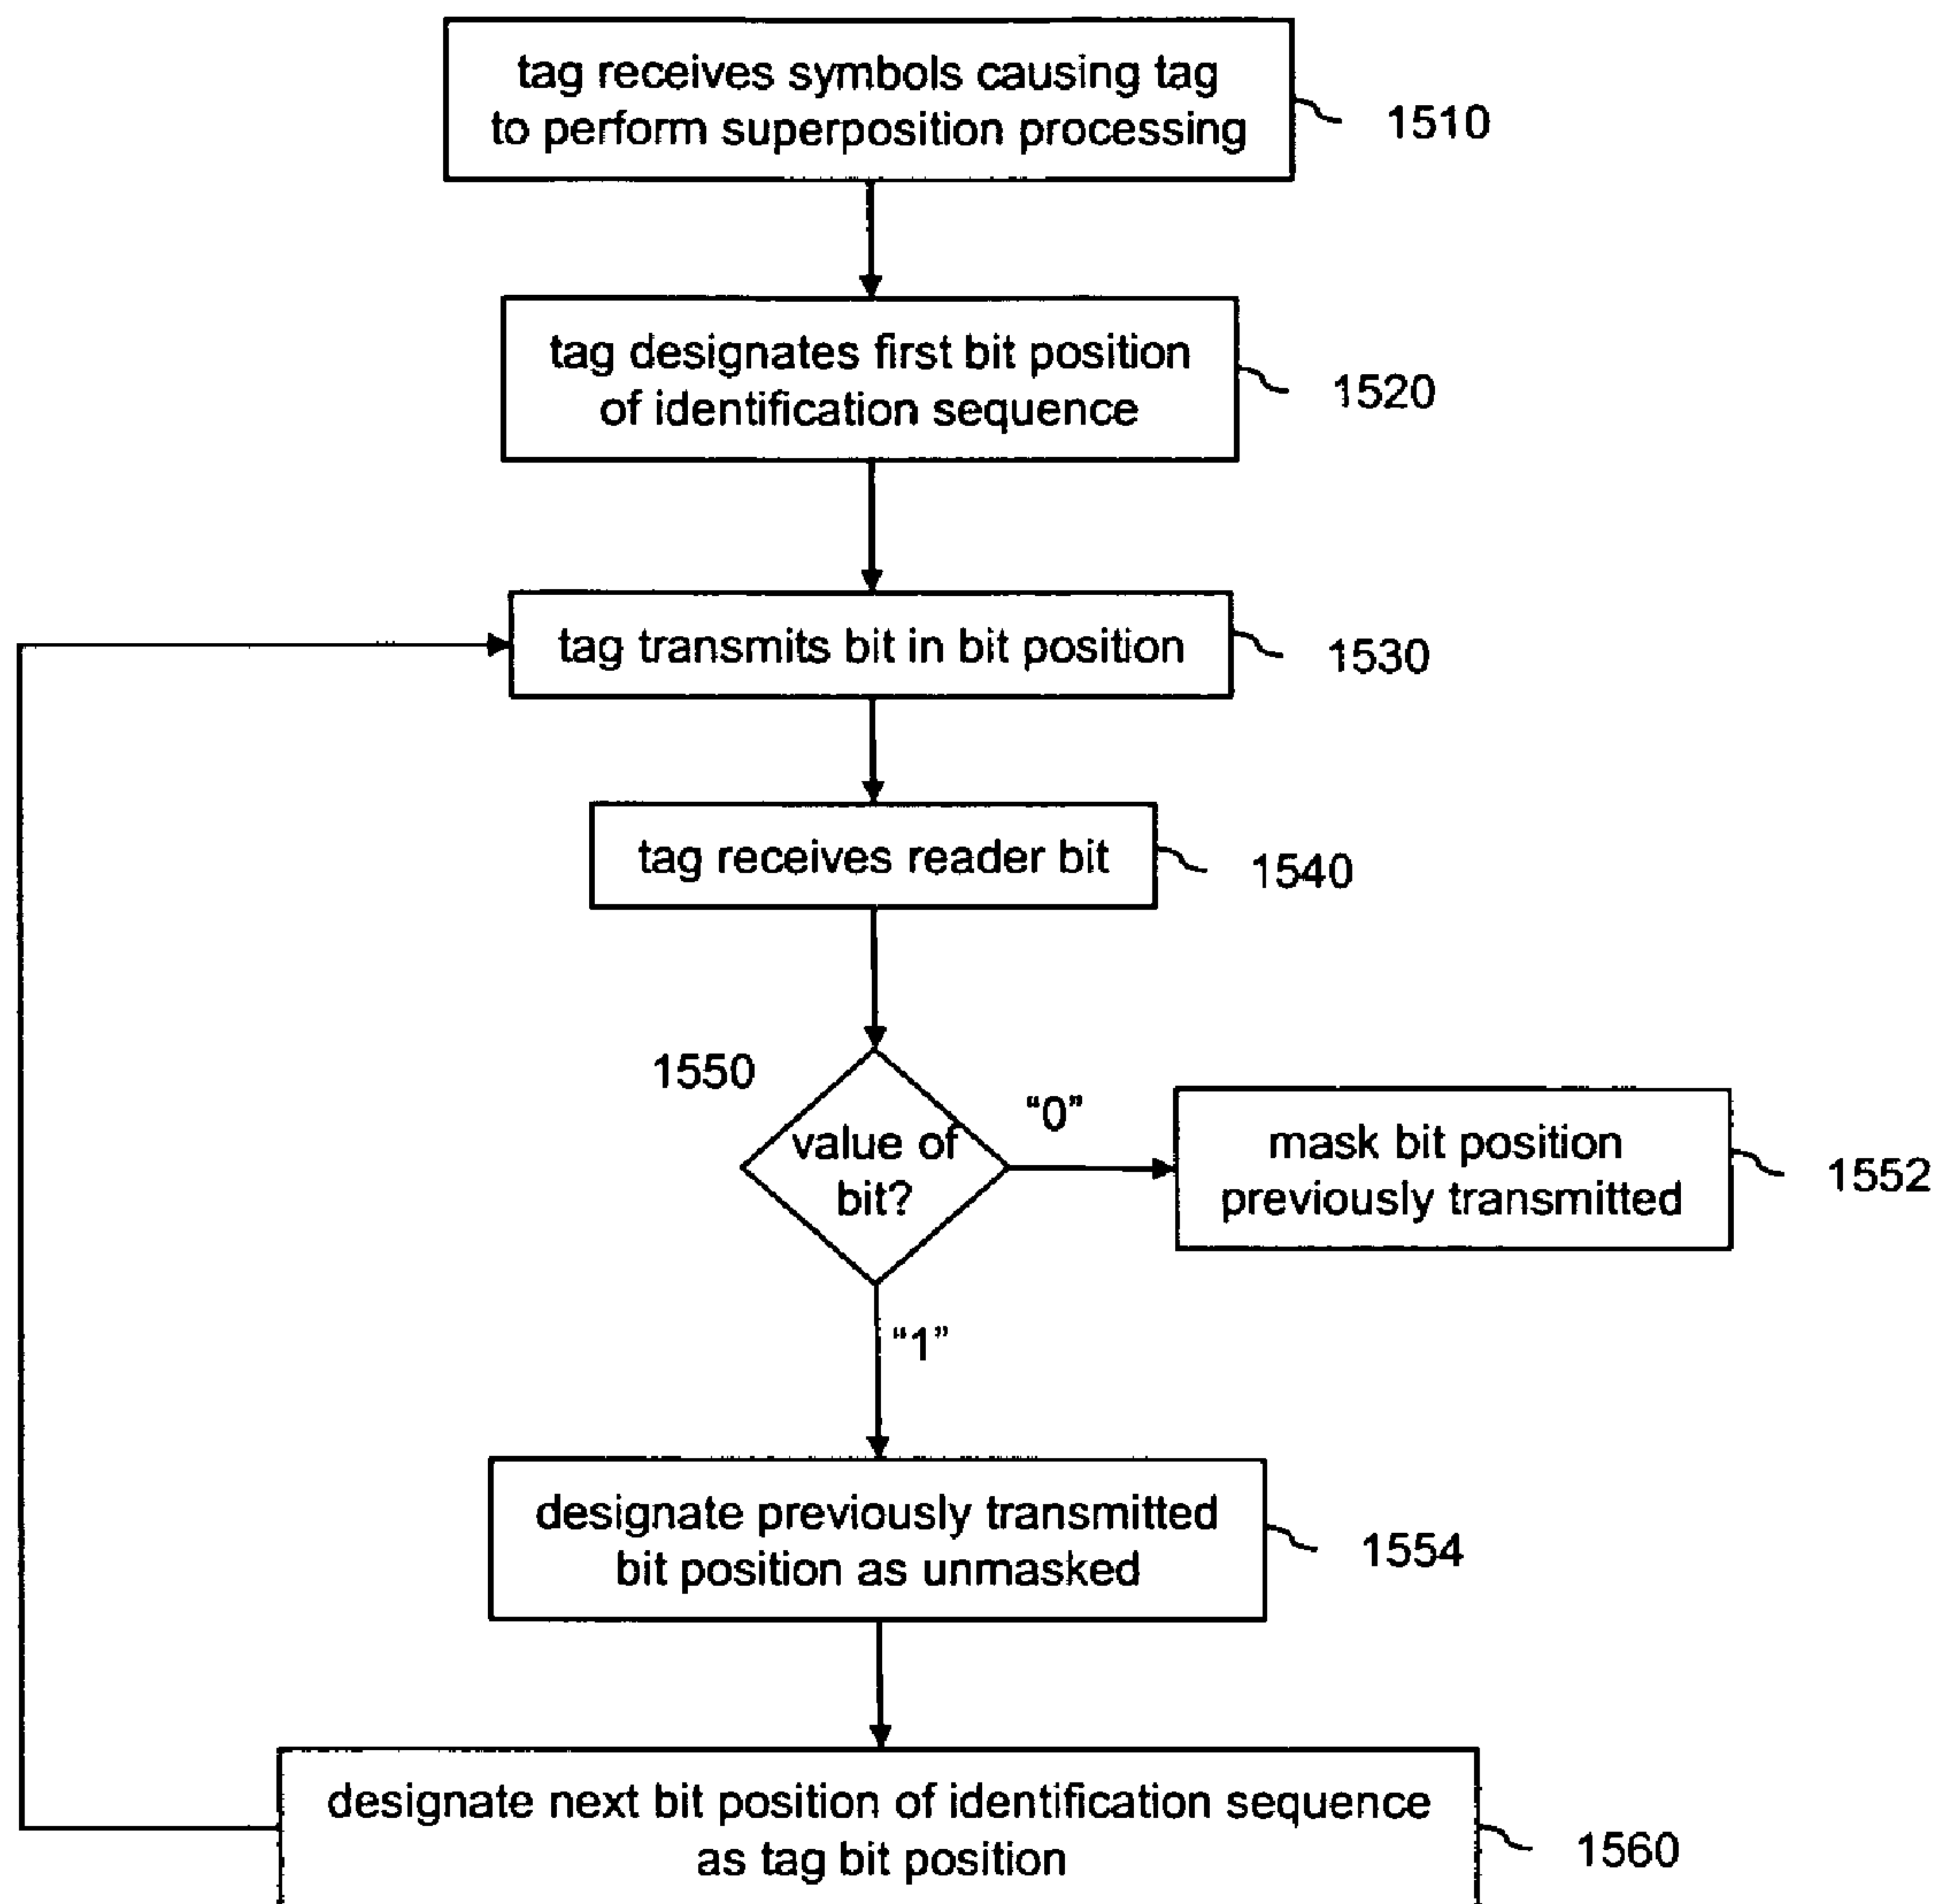 tag receives symbols causing tag
to perform superposition processing
1510
tag designates first bit position
of identification sequence
1520
tag transmits bit in bit position
1530
tag receives reader bit
1540
1550
value of
bit?
“0”
mask bit position
previously transmitted
1552
“1”
designate previously transmitted
bit position as unmasked
1554
designate next bit position of identification sequence
as tag bit position
1560